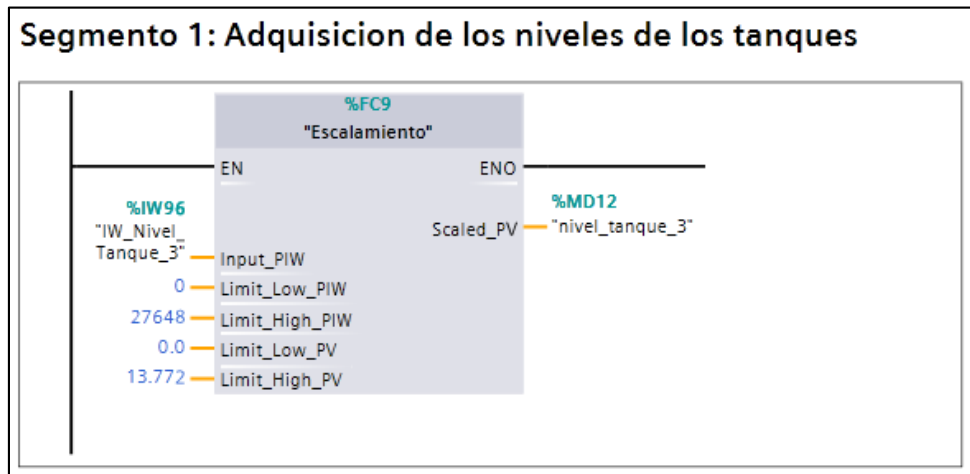 Segmento 1: Adquisicion de los niveles de los tanques
%FC9
"Escalamiento"
EN ENO
%IW96
"IW_Nivel_
Tanque_3"
Input_PIW
%MD12
Scaled_PV "nivel_tanque_3"
0 Limit_Low_PIW
27648 Limit_High_PIW
0.0 Limit_Low_PV
13.772 Limit_High_PV